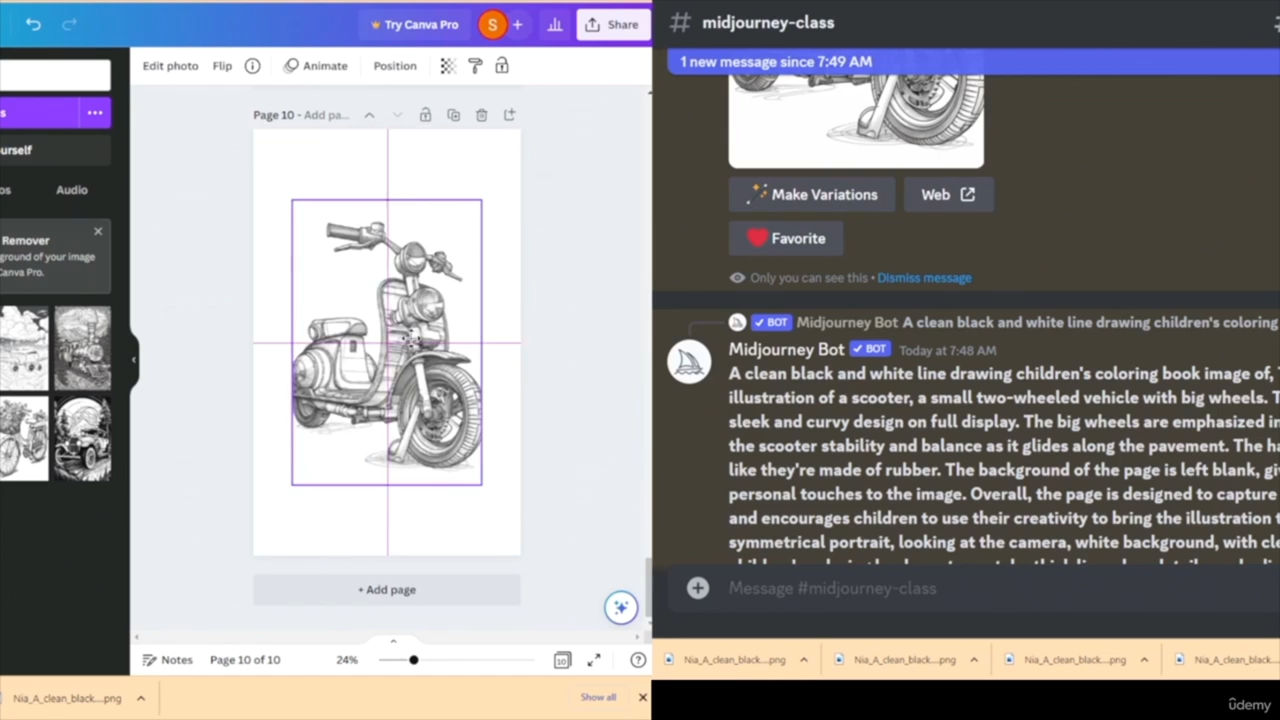 Try Canva Pro
S
+
Share
Edit photo
Flip
Animate
Position
s
ourself
os
Audio
Remover
ground of your image
Canva Pro.
Page 10 - Add pa...
+ Add page
Notes
Page 10 of 10
24%
10
?
Nia_A_clean_black....png
Show all
# midjourney-class
1 new message since 7:49 AM
Make Variations
Web
Favorite
Only you can see this • Dismiss message
BOT Midjourney Bot A clean black and white line drawing children's coloring
Midjourney Bot BOT Today at 7:48 AM
A clean black and white line drawing children's coloring book image of,
illustration of a scooter, a small two-wheeled vehicle with big wheels. T
sleek and curvy design on full display. The big wheels are emphasized in
the scooter stability and balance as it glides along the pavement. The ha
like they're made of rubber. The background of the page is left blank, giv
personal touches to the image. Overall, the page is designed to capture
and encourages children to use their creativity to bring the illustration t
symmetrical portrait, looking at the camera, white background, with cle
Message #midjourney-class
Nia_A_clean_black....png
Nia_A_clean_black....png
Nia_A_clean_black....png
Nia_A_clean_black...
ûdemy